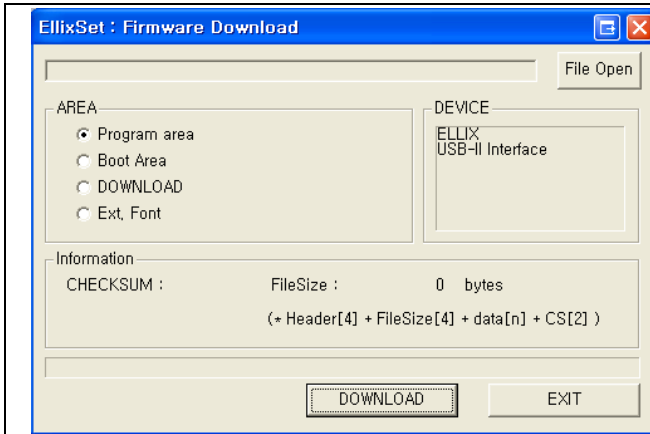 EllixSet : Firmware Download
File Open
AREA
Program area
Boot Area
DOWNLOAD
Ext. Font
DEVICE
ELLIX
USB-II Interface
Information
CHECKSUM : FileSize : 0 bytes
(* Header[4] + FileSize[4] + data[n] + CS[2] )
DOWNLOAD EXIT